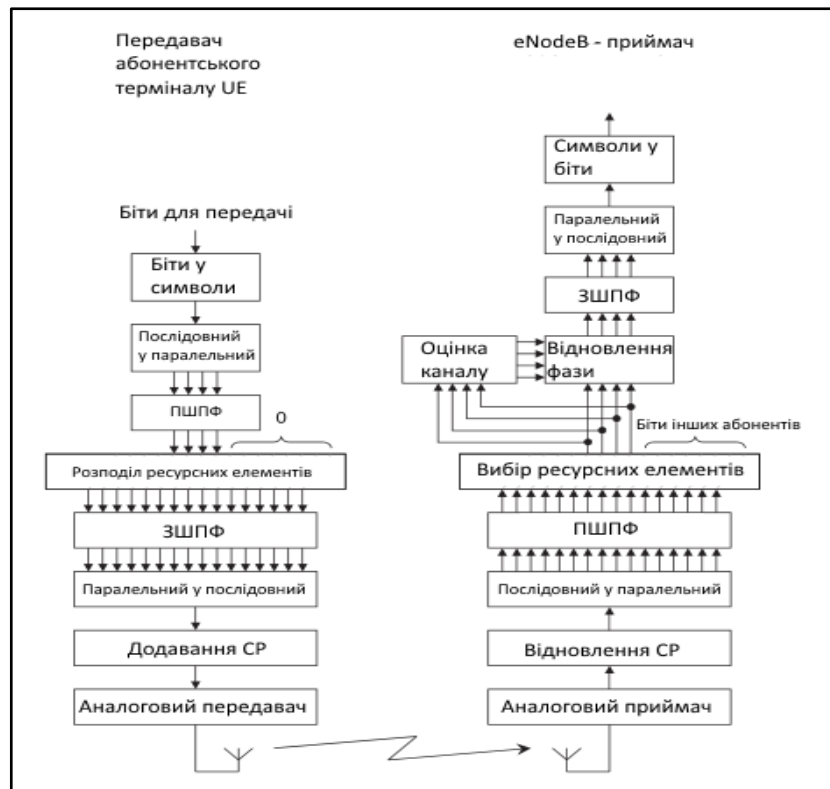 Передавач
абонентського
терміналу UE
Біти для передачі
Біти у
символи
Послідовний
у паралельний
ПШПФ
0
Розподіл ресурсних елементів
ЗШПФ
Паралельний у послідовний
Додавання СР
Аналоговий передавач
eNodeB - приймач
Символи у
біти
Паралельний
у послідовний
ЗШПФ
Оцінка
каналу
Відновлення
фази
Біти інших абонентів
Вибір ресурсних елементів
ПШПФ
Послідовний у паралельний
Відновлення СР
Аналоговий приймач